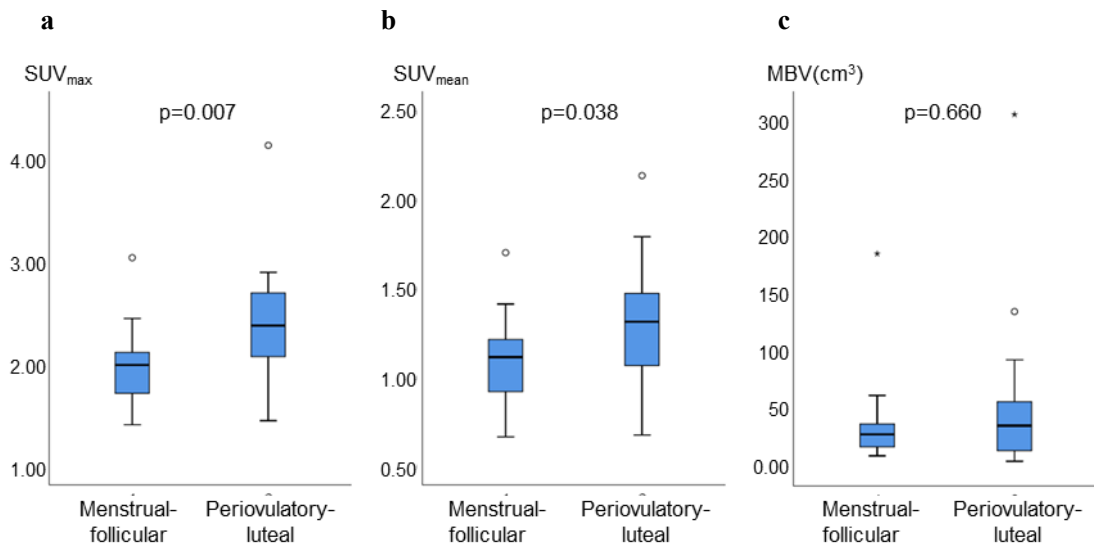 a
SUVmax
p=0.007
4.00
3.00
2.00
1.00
Menstrual-
follicular
Periovulatory-
luteal
b
SUVmean
p=0.038
2.50
2.00
1.50
1.00
0.50
Menstrual-
follicular
Periovulatory-
luteal
c
MBV(cm³)
p=0.660
300
250
200
150
100
50
0.00
Menstrual-
follicular
Periovulatory-
luteal